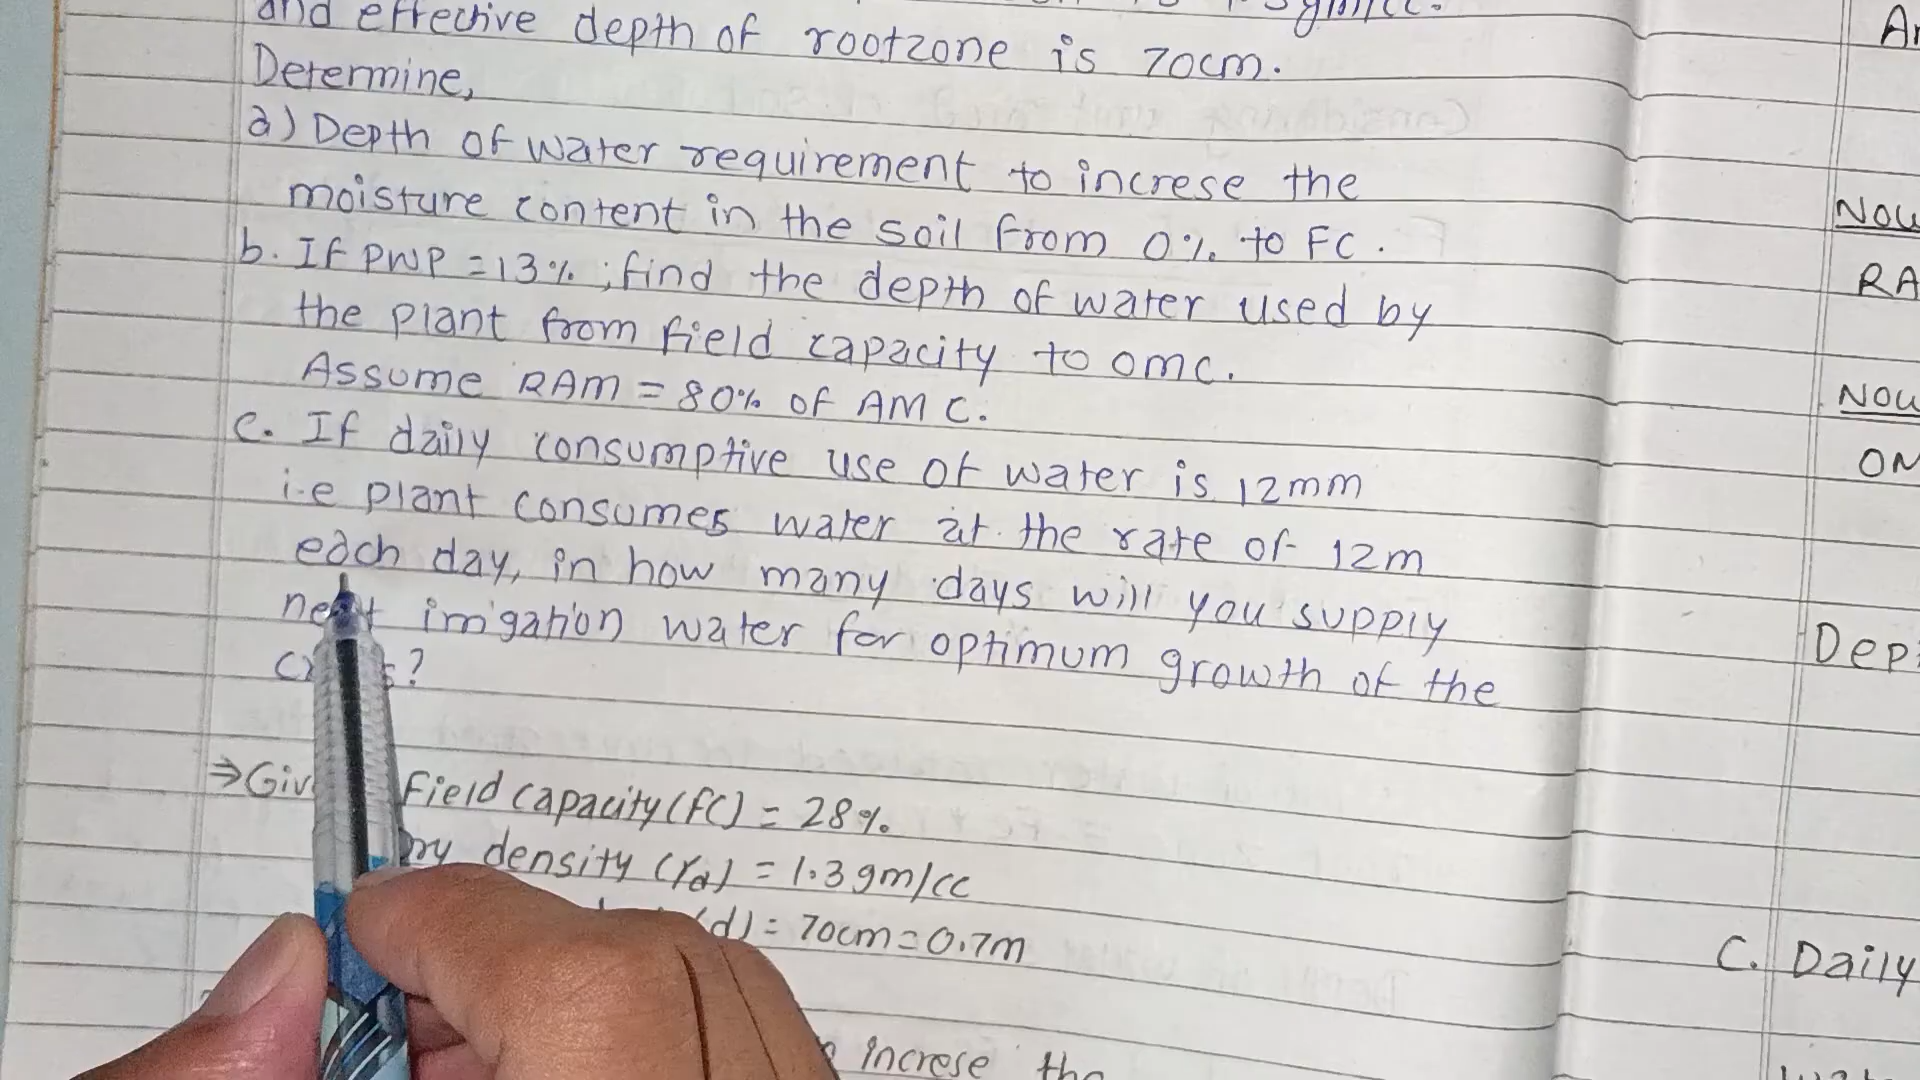 and effective depth of rootzone is 70cm.
Determine,
a) Depth of water requirement to increse the
moisture content in the soil from 0% to FC.
b. If PWP = 13%; find the depth of water used by
the plant from field capacity to OMC.
Assume RAM = 80% of AMC.
c. If daily consumptive use of water is 12mm
i.e plant consumes water at the rate of 12m
each day, in how many days will you supply
irrigation water for optimum growth of the
⇒ Field capacity (FC) = 28%
density (γd) = 1.3gm/cc
(d) = 70cm = 0.7m
increse the
Now
RA
Now
Dep
C. Daily